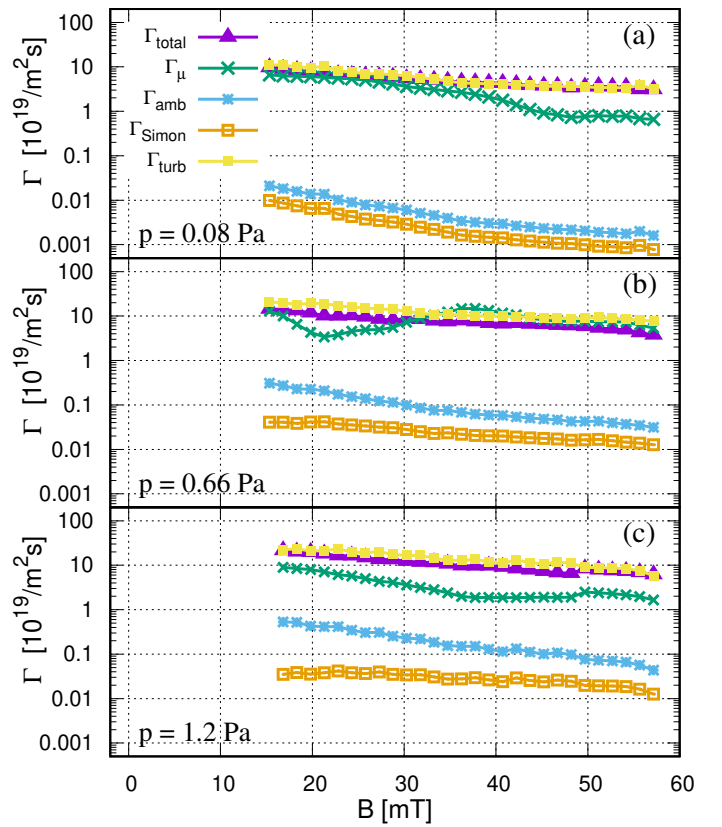 100
10
1
0.1
0.01
0.001
Γ [10^19/m^2s]
Γ_total
Γ_μ
Γ_amb
Γ_Simon
Γ_turb
(a)
p = 0.08 Pa
100
10
1
0.1
0.01
0.001
Γ [10^19/m^2s]
(b)
p = 0.66 Pa
100
10
1
0.1
0.01
0.001
Γ [10^19/m^2s]
(c)
p = 1.2 Pa
0 10 20 30 40 50 60
B [mT]